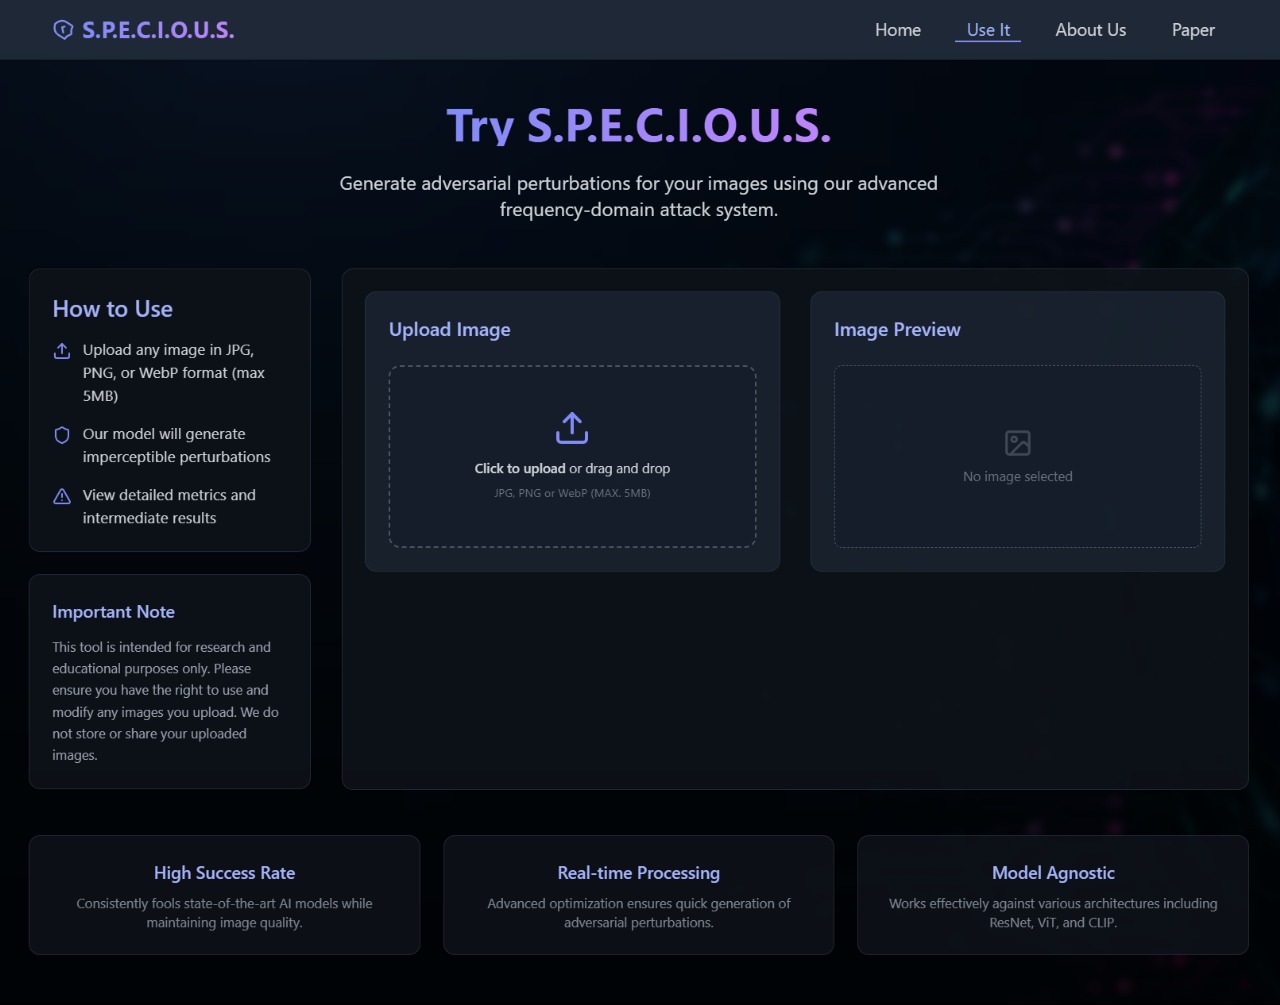 S.P.E.C.I.O.U.S.
Home
Use It
About Us
Paper
Try S.P.E.C.I.O.U.S.
Generate adversarial perturbations for your images using our advanced
frequency-domain attack system.
How to Use
Upload any image in JPG,
PNG, or WebP format (max
5MB)
Our model will generate
imperceptible perturbations
View detailed metrics and
intermediate results
Important Note
This tool is intended for research and
educational purposes only. Please
ensure you have the right to use and
modify any images you upload. We do
not store or share your uploaded
images.
Upload Image
Click to upload or drag and drop
JPG, PNG or WebP (MAX. 5MB)
Image Preview
No image selected
High Success Rate
Consistently fools state-of-the-art AI models while
maintaining image quality.
Real-time Processing
Advanced optimization ensures quick generation of
adversarial perturbations.
Model Agnostic
Works effectively against various architectures including
ResNet, ViT, and CLIP.